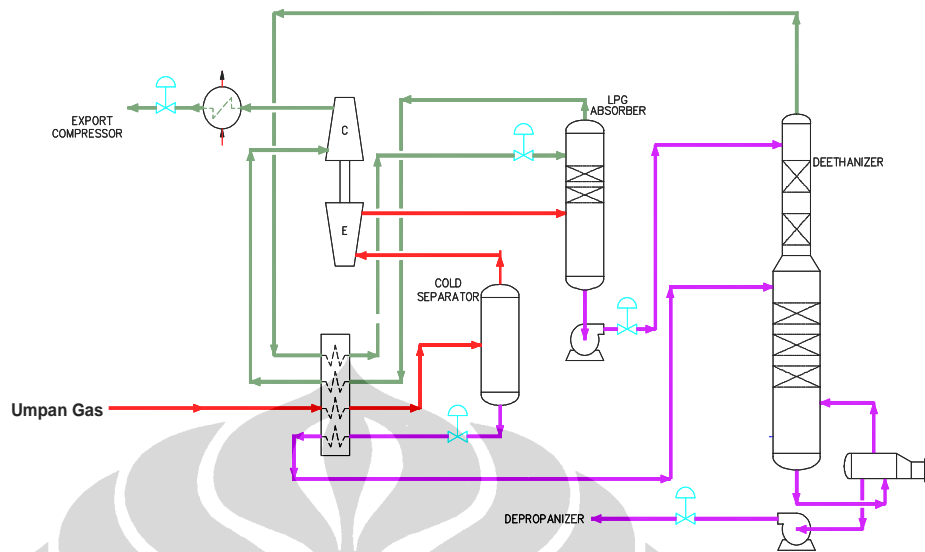 LPG
ABSORBER
EXPORT
COMPRESSOR
C
DEETHANIZER
E
COLD
SEPARATOR
Umpan Gas
DEPROPANIZER